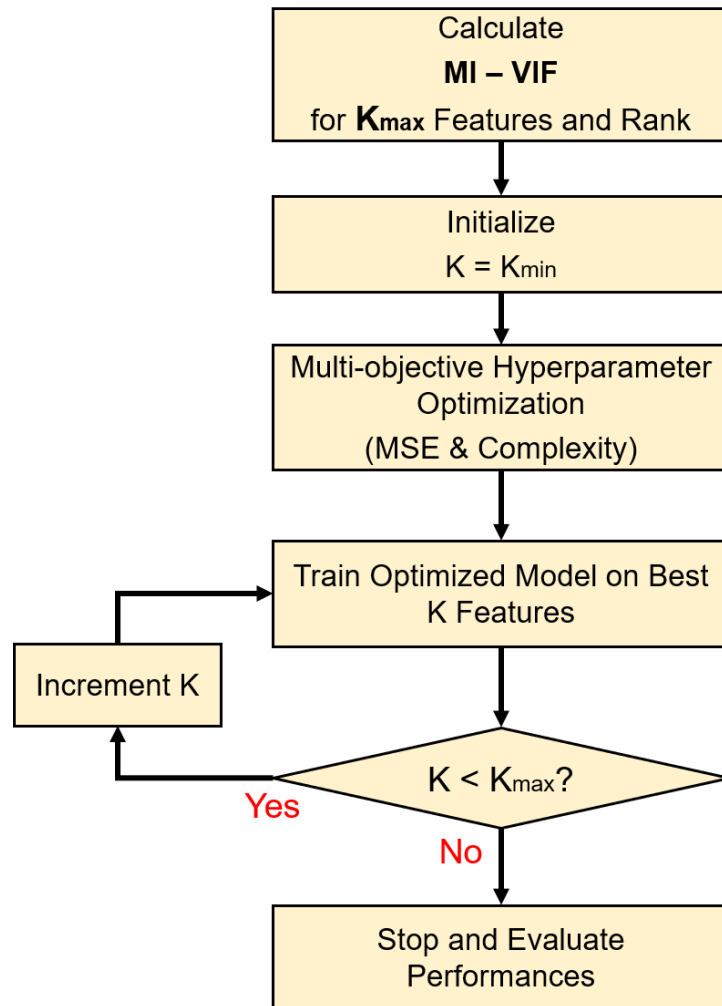 Calculate
MI – VIF
for Kmax Features and Rank
Initialize
K = Kmin
Multi-objective Hyperparameter
Optimization
(MSE & Complexity)
Train Optimized Model on Best
K Features
Increment K
K < Kmax?
Yes
No
Stop and Evaluate
Performances